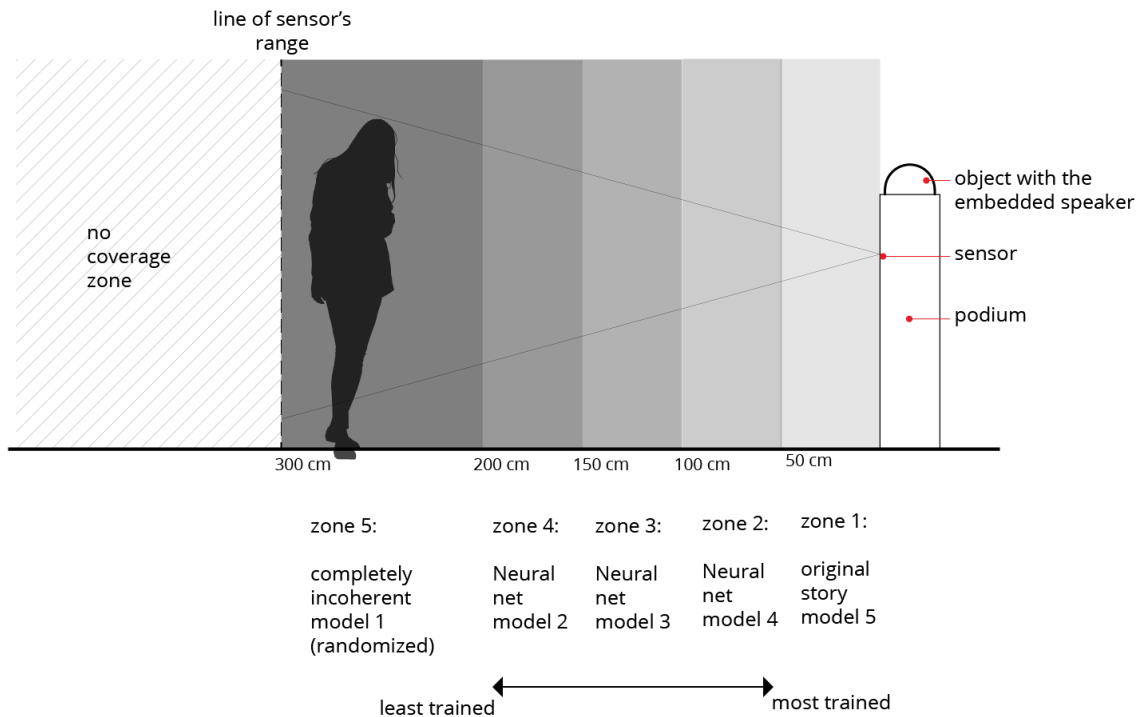 line of sensor's
range
no
coverage
zone
object with the
embedded speaker
sensor
podium
300 cm
200 cm
150 cm
100 cm
50 cm
zone 5:
completely
incoherent
model 1
(randomized)
zone 4:
Neural
net
model 2
zone 3:
Neural
net
model 3
zone 2:
Neural
net
model 4
zone 1:
original
story
model 5
least trained
most trained